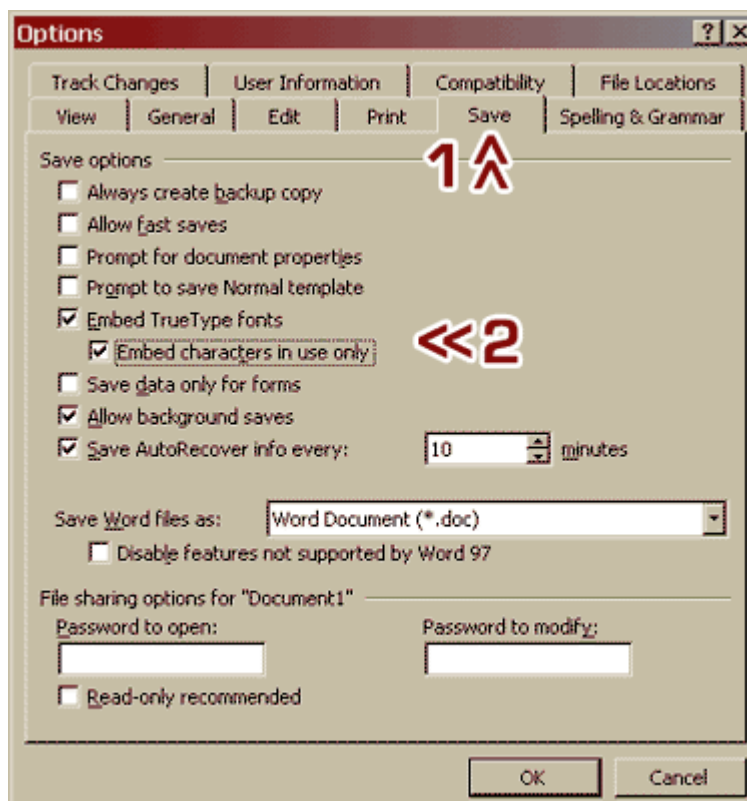 Options
Track Changes User Information Compatibility File Locations
View General Edit Print Save Spelling & Grammar
Save options
1
Always create backup copy
Allow fast saves
Prompt for document properties
Prompt to save Normal template
Embed TrueType fonts
2
Embed characters in use only
Save data only for forms
Allow background saves
Save AutoRecover info every: 10 minutes
Save Word files as: Word Document (*.doc)
Disable features not supported by Word 97
File sharing options for "Document1"
Password to open: Password to modify:
Read-only recommended
OK Cancel